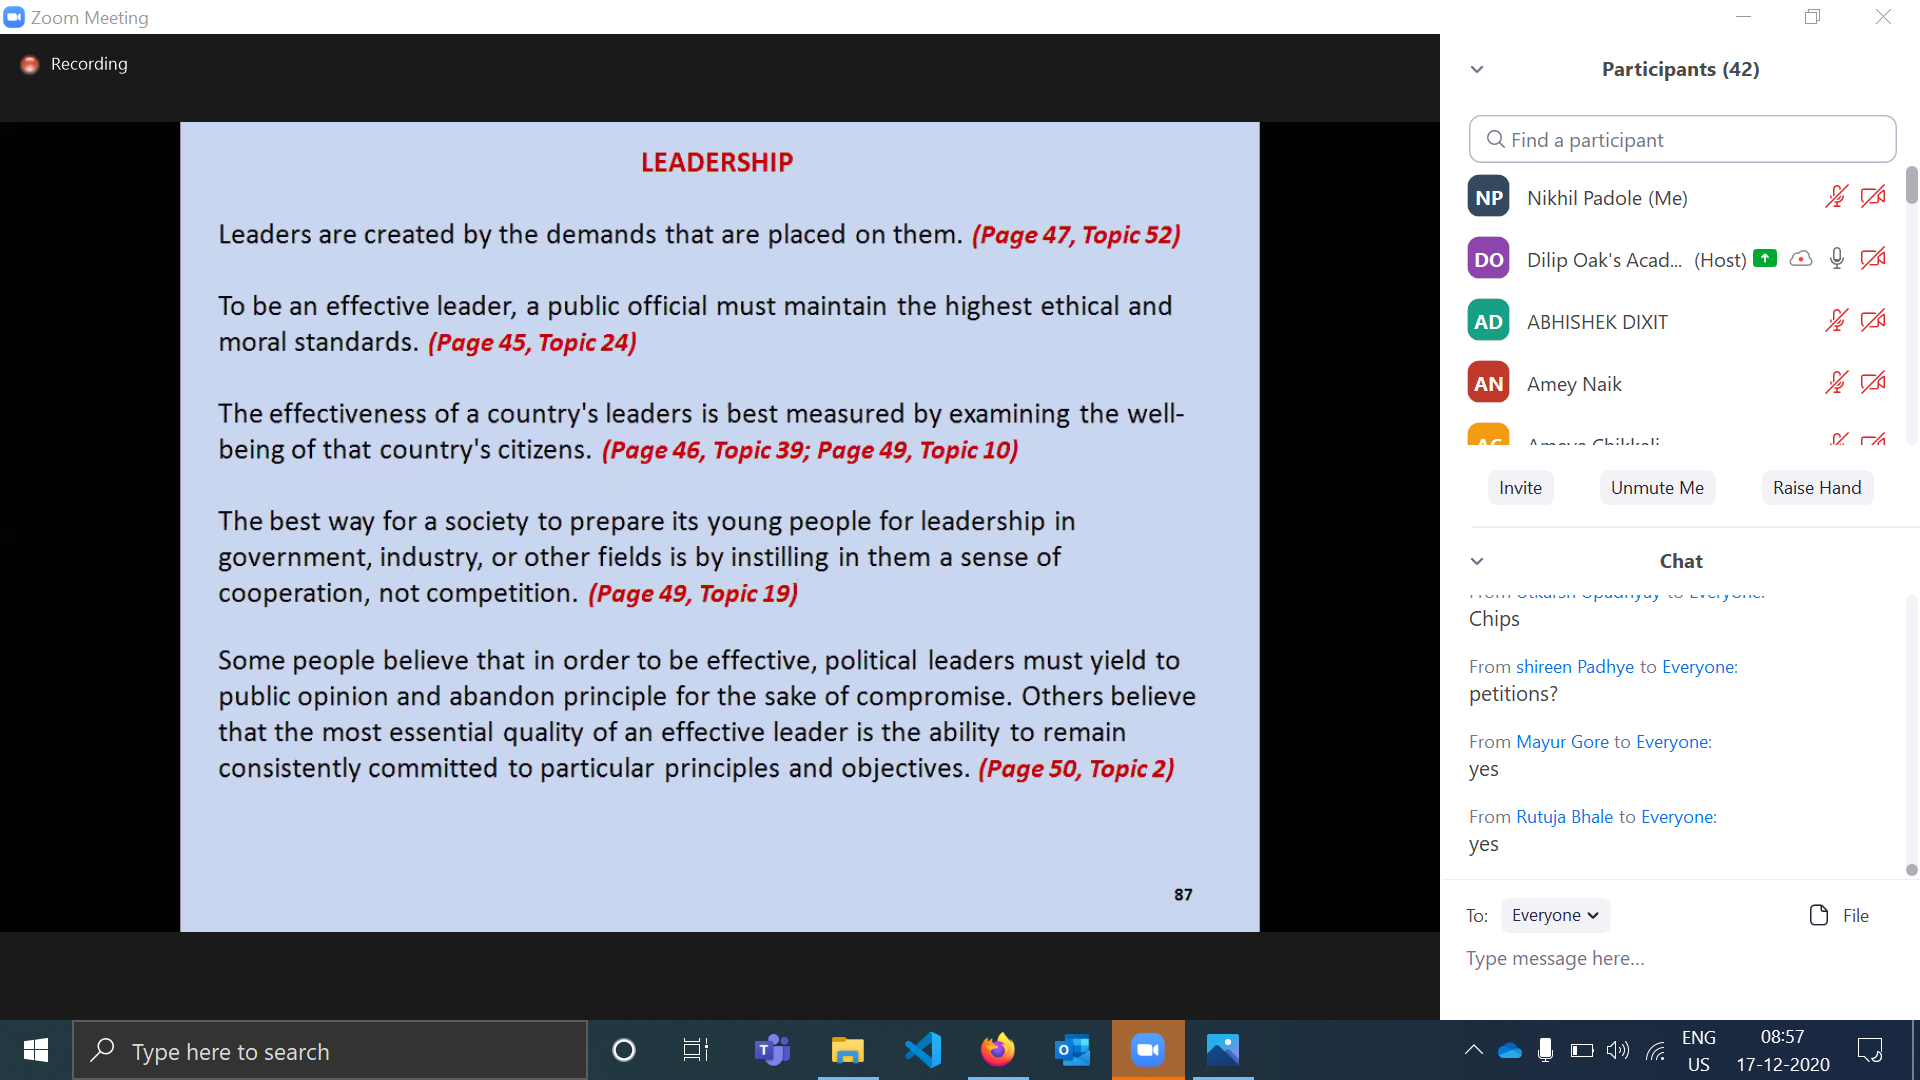 Zoom Meeting
Recording
LEADERSHIP
Leaders are created by the demands that are placed on them. (Page 47, Topic 52)
To be an effective leader, a public official must maintain the highest ethical and
moral standards. (Page 45, Topic 24)
The effectiveness of a country's leaders is best measured by examining the well-
being of that country's citizens. (Page 46, Topic 39; Page 49, Topic 10)
The best way for a society to prepare its young people for leadership in
government, industry, or other fields is by instilling in them a sense of
cooperation, not competition. (Page 49, Topic 19)
Some people believe that in order to be effective, political leaders must yield to
public opinion and abandon principle for the sake of compromise. Others believe
that the most essential quality of an effective leader is the ability to remain
consistently committed to particular principles and objectives. (Page 50, Topic 2)
87
Participants (42)
Find a participant
NP Nikhil Padole (Me)
DO Dilip Oak's Acad... (Host)
AD ABHISHEK DIXIT
AN Amey Naik
Invite Unmute Me Raise Hand
Chat
From Utkarsh Upadhyay to Everyone:
Chips
From shireen Padhye to Everyone:
petitions?
From Mayur Gore to Everyone:
yes
From Rutuja Bhale to Everyone:
yes
To: Everyone File
Type message here...
Type here to search
ENG
US
08:57
17-12-2020